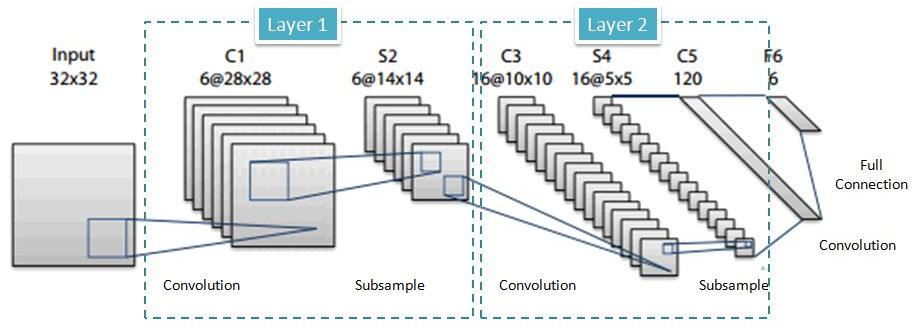 Layer 1
Layer 2
Input
32x32
C1
6@28x28
S2
6@14x14
C3
16@10x10
S4
16@5x5
C5
120
F6
6
Full
Connection
Convolution
Convolution
Subsample
Convolution
Subsample